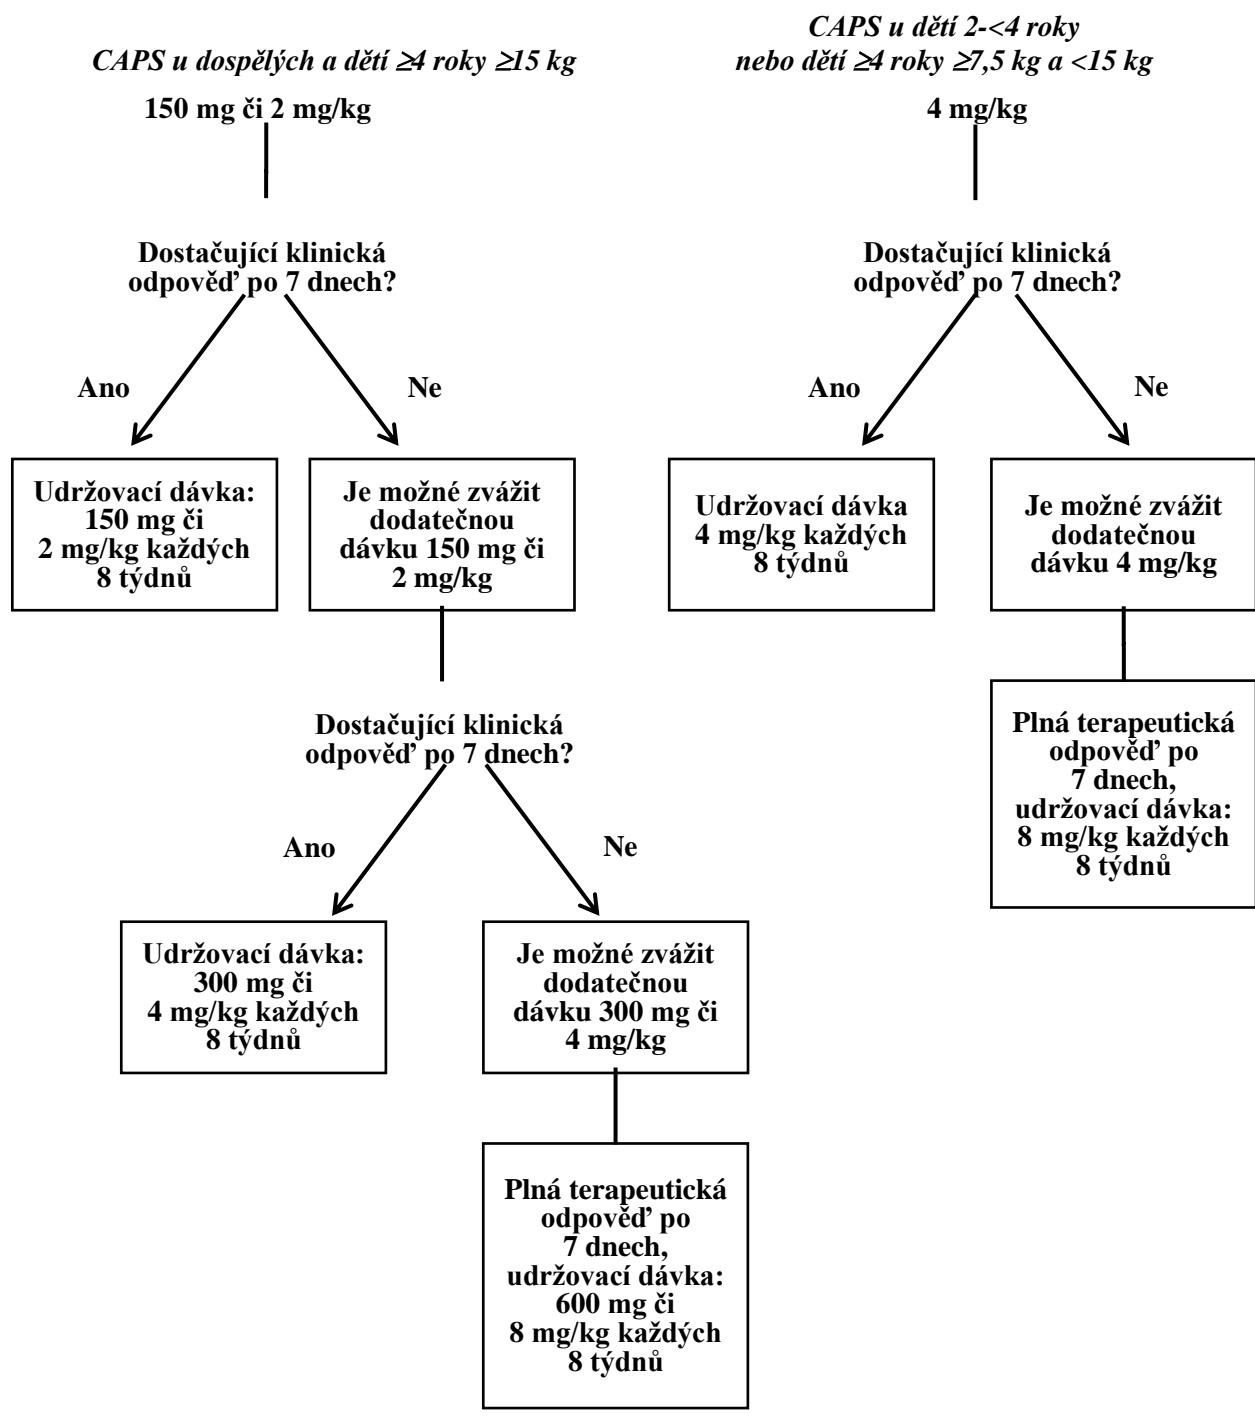 CAPS u dospělých a dětí ≥4 roky ≥15 kg
150 mg či 2 mg/kg
Dostačující klinická
odpověď po 7 dnech?
Ano
Ne
Udržovací dávka:
150 mg či
2 mg/kg každých
8 týdnů
Je možné zvážit
dodatečnou
dávku 150 mg či
2 mg/kg
Dostačující klinická
odpověď po 7 dnech?
Ano
Ne
Udržovací dávka:
300 mg či
4 mg/kg každých
8 týdnů
Je možné zvážit
dodatečnou
dávku 300 mg či
4 mg/kg
Plná terapeutická
odpověď po
7 dnech,
udržovací dávka:
600 mg či
8 mg/kg každých
8 týdnů
CAPS u dětí 2-<4 roky
nebo dětí ≥4 roky ≥7,5 kg a <15 kg
4 mg/kg
Dostačující klinická
odpověď po 7 dnech?
Ano
Ne
Udržovací dávka
4 mg/kg každých
8 týdnů
Je možné zvážit
dodatečnou
dávku 4 mg/kg
Plná terapeutická
odpověď po
7 dnech,
udržovací dávka:
8 mg/kg každých
8 týdnů